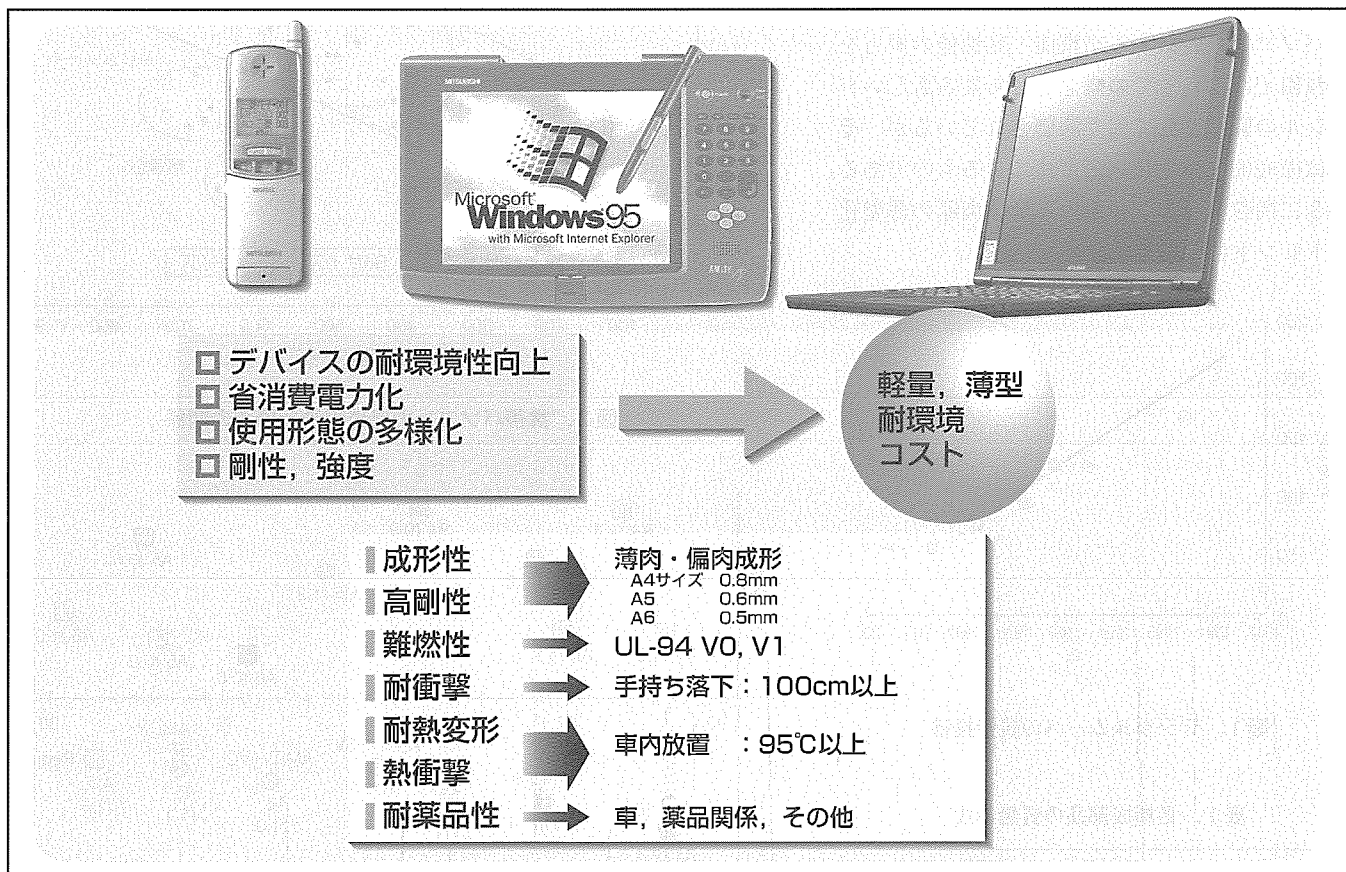 MITSUBISHI
Microsoft
Windows 95
with Microsoft Internet Explorer
AMiTY
□ デバイスの耐環境性向上
□ 省消費電力化
□ 使用形態の多様化
□ 剛性，強度
軽量，薄型
耐環境
コスト
成形性
高剛性
薄肉・偏肉成形
A4サイズ 0.8mm
A5 0.6mm
A6 0.5mm
難燃性
UL-94 V0, V1
耐衝撃
手持ち落下：100cm以上
耐熱変形
熱衝撃
車内放置 ：95℃以上
耐薬品性
車，薬品関係，その他